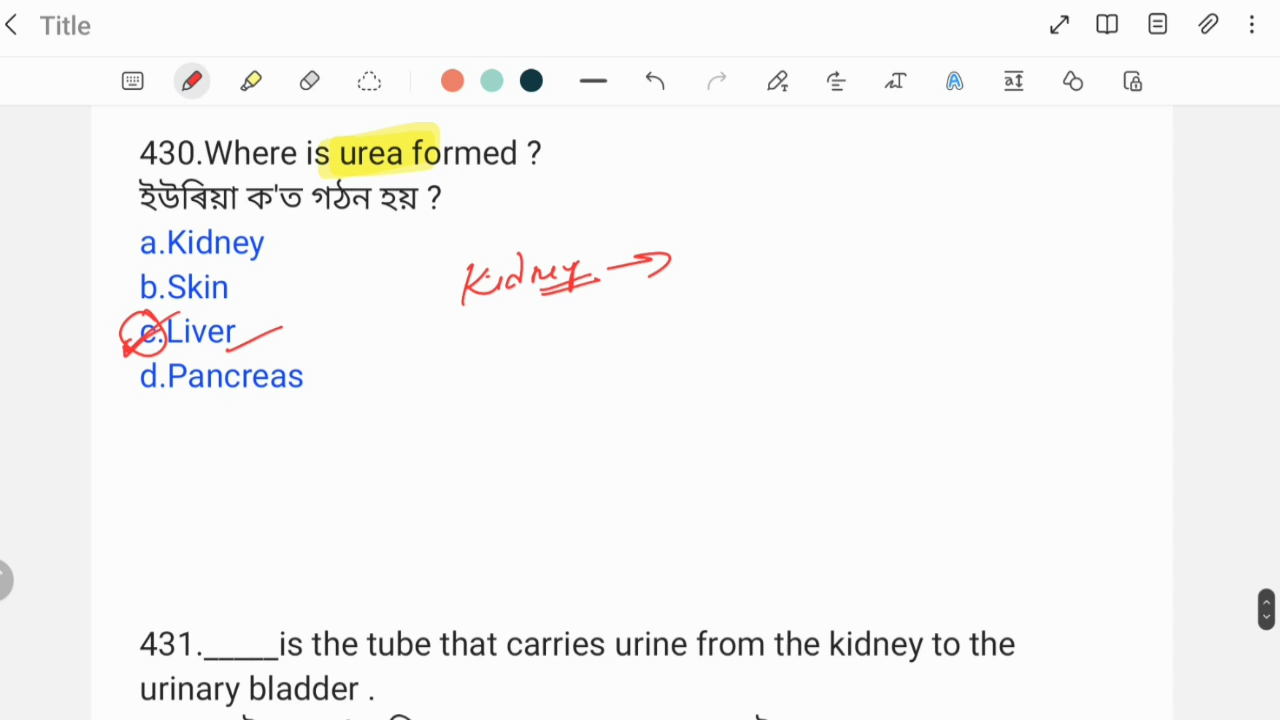 Title
430.Where is urea formed ?
ইউৰিয়া ক'ত গঠন হয় ?
a.Kidney
Kidney
b.Skin
c.Liver
d.Pancreas
431._____is the tube that carries urine from the kidney to the
urinary bladder .